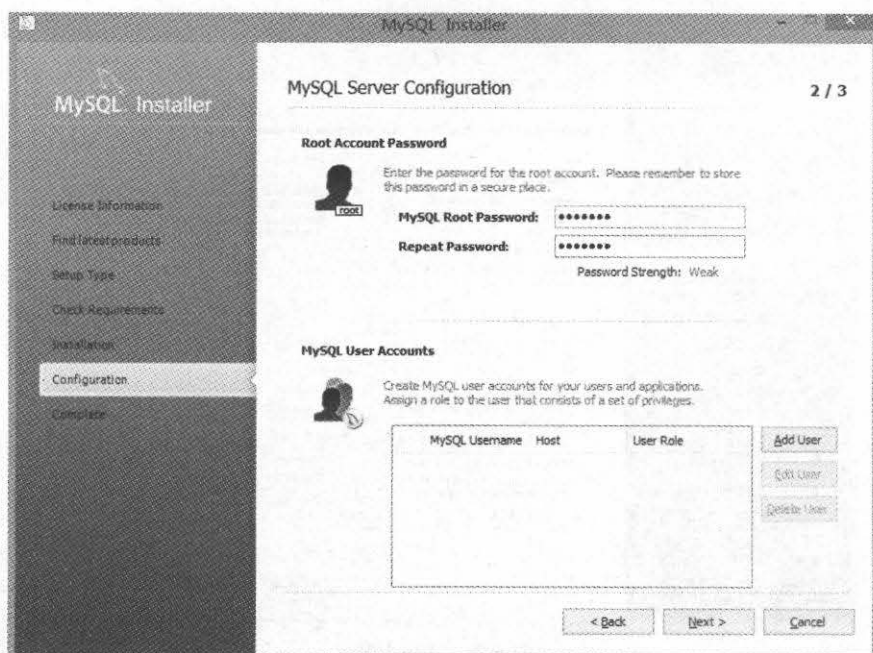 MySQL Installer
MySQL. Installer
License Information
Find latest products
Setup Type
Check Requirements
Installation
Configuration
Complete
MySQL Server Configuration
2 / 3
Root Account Password
Enter the password for the root account. Please remember to store
this password in a secure place.
root
MySQL Root Password: •••••••
Repeat Password: •••••••
Password Strength: Weak
MySQL User Accounts
Create MySQL user accounts for your users and applications.
Assign a role to the user that consists of a set of privileges.
MySQL Username Host User Role
Add User
Edit User
Delete User
< Back Next > Cancel